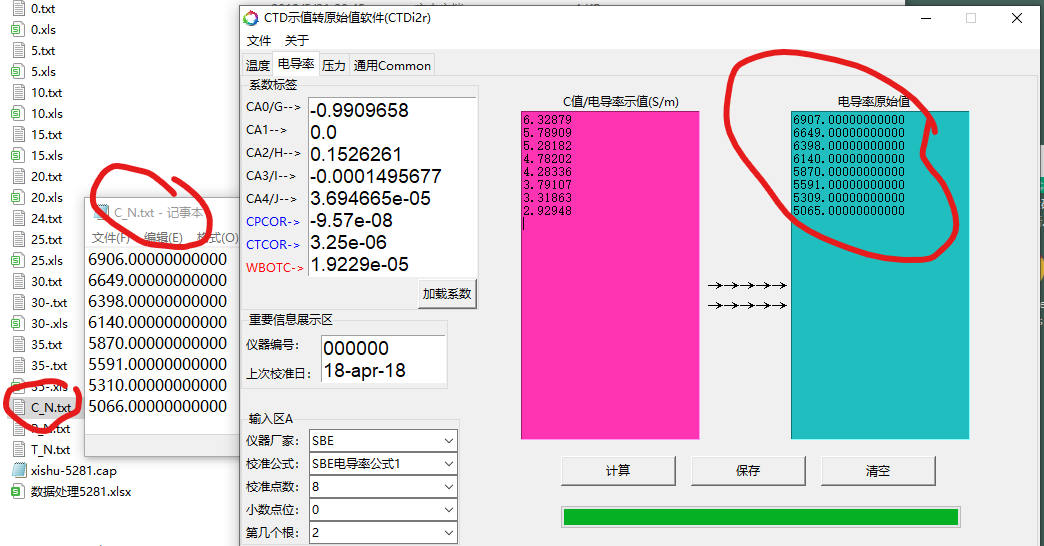 0.txt
0.xls
5.txt
5.xls
10.txt
10.xls
15.txt
15.xls
20.txt
20.xls
24.txt
25.txt
25.xls
30.txt
30-.txt
30-.xls
35.txt
35-.txt
35-.xls
C_N.txt
P_N.txt
T_N.txt
xishu-5281.cap
数据处理5281.xlsx
C_N.txt - 记事本
文件(F) 编辑(E) 格式(O)
6906.00000000000
6649.00000000000
6398.00000000000
6140.00000000000
5870.00000000000
5591.00000000000
5310.00000000000
5066.00000000000
CTD示值转原始值软件(CTDi2r)
文件 关于
温度 电导率 压力 通用Common
系数标签
CA0/G--> -0.9909658
CA1--> 0.0
CA2/H--> 0.1526261
CA3/I--> -0.0001495677
CA4/J--> 3.694665e-05
CPCOR-> -9.57e-08
CTCOR-> 3.25e-06
WBOTC-> 1.9229e-05
加载系数
重要信息展示区
仪器编号: 000000
上次校准日: 18-apr-18
输入区A
仪器厂家: SBE
校准公式: SBE电导率公式1
校准点数: 8
小数点位: 0
第几个根: 2
C值/电导率示值(S/m)
6.32879
5.78909
5.28182
4.78202
4.28336
3.79107
3.31863
2.92948
→→→→→→
→→→→→→
电导率原始值
6907.00000000000
6649.00000000000
6398.00000000000
6140.00000000000
5870.00000000000
5591.00000000000
5309.00000000000
5065.00000000000
计算 保存 清空